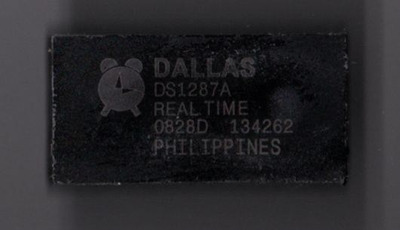 DALLAS
DS1287A
REAL TIME
0828D 134262
PHILIPPINES